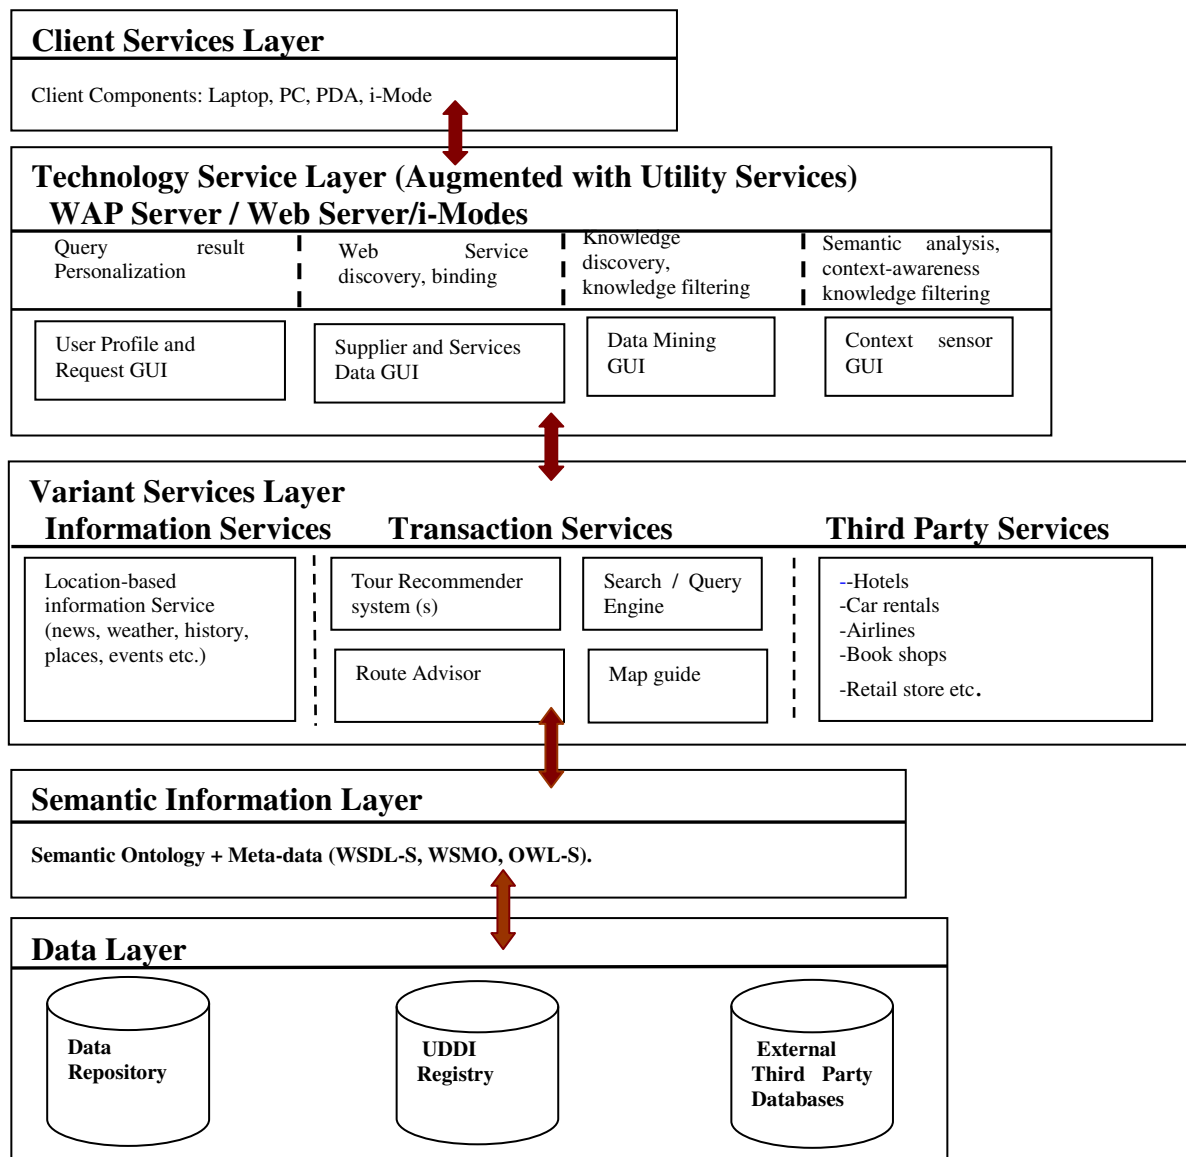 Client Services Layer
Client Components: Laptop, PC, PDA, i-Mode
Technology Service Layer (Augmented with Utility Services)
WAP Server / Web Server/i-Modes
Query result
Personalization
Web Service
discovery, binding
Knowledge
discovery,
knowledge filtering
Semantic analysis,
context-awareness
knowledge filtering
User Profile and
Request GUI
Supplier and Services
Data GUI
Data Mining
GUI
Context sensor
GUI
Variant Services Layer
Information Services
Transaction Services
Third Party Services
Location-based
information Service
(news, weather, history,
places, events etc.)
Tour Recommender
system (s)
Search / Query
Engine
Route Advisor
Map guide
--Hotels
-Car rentals
-Airlines
-Book shops
-Retail store etc.
Semantic Information Layer
Semantic Ontology + Meta-data (WSDL-S, WSMO, OWL-S).
Data Layer
Data
Repository
UDDI
Registry
External
Third Party
Databases